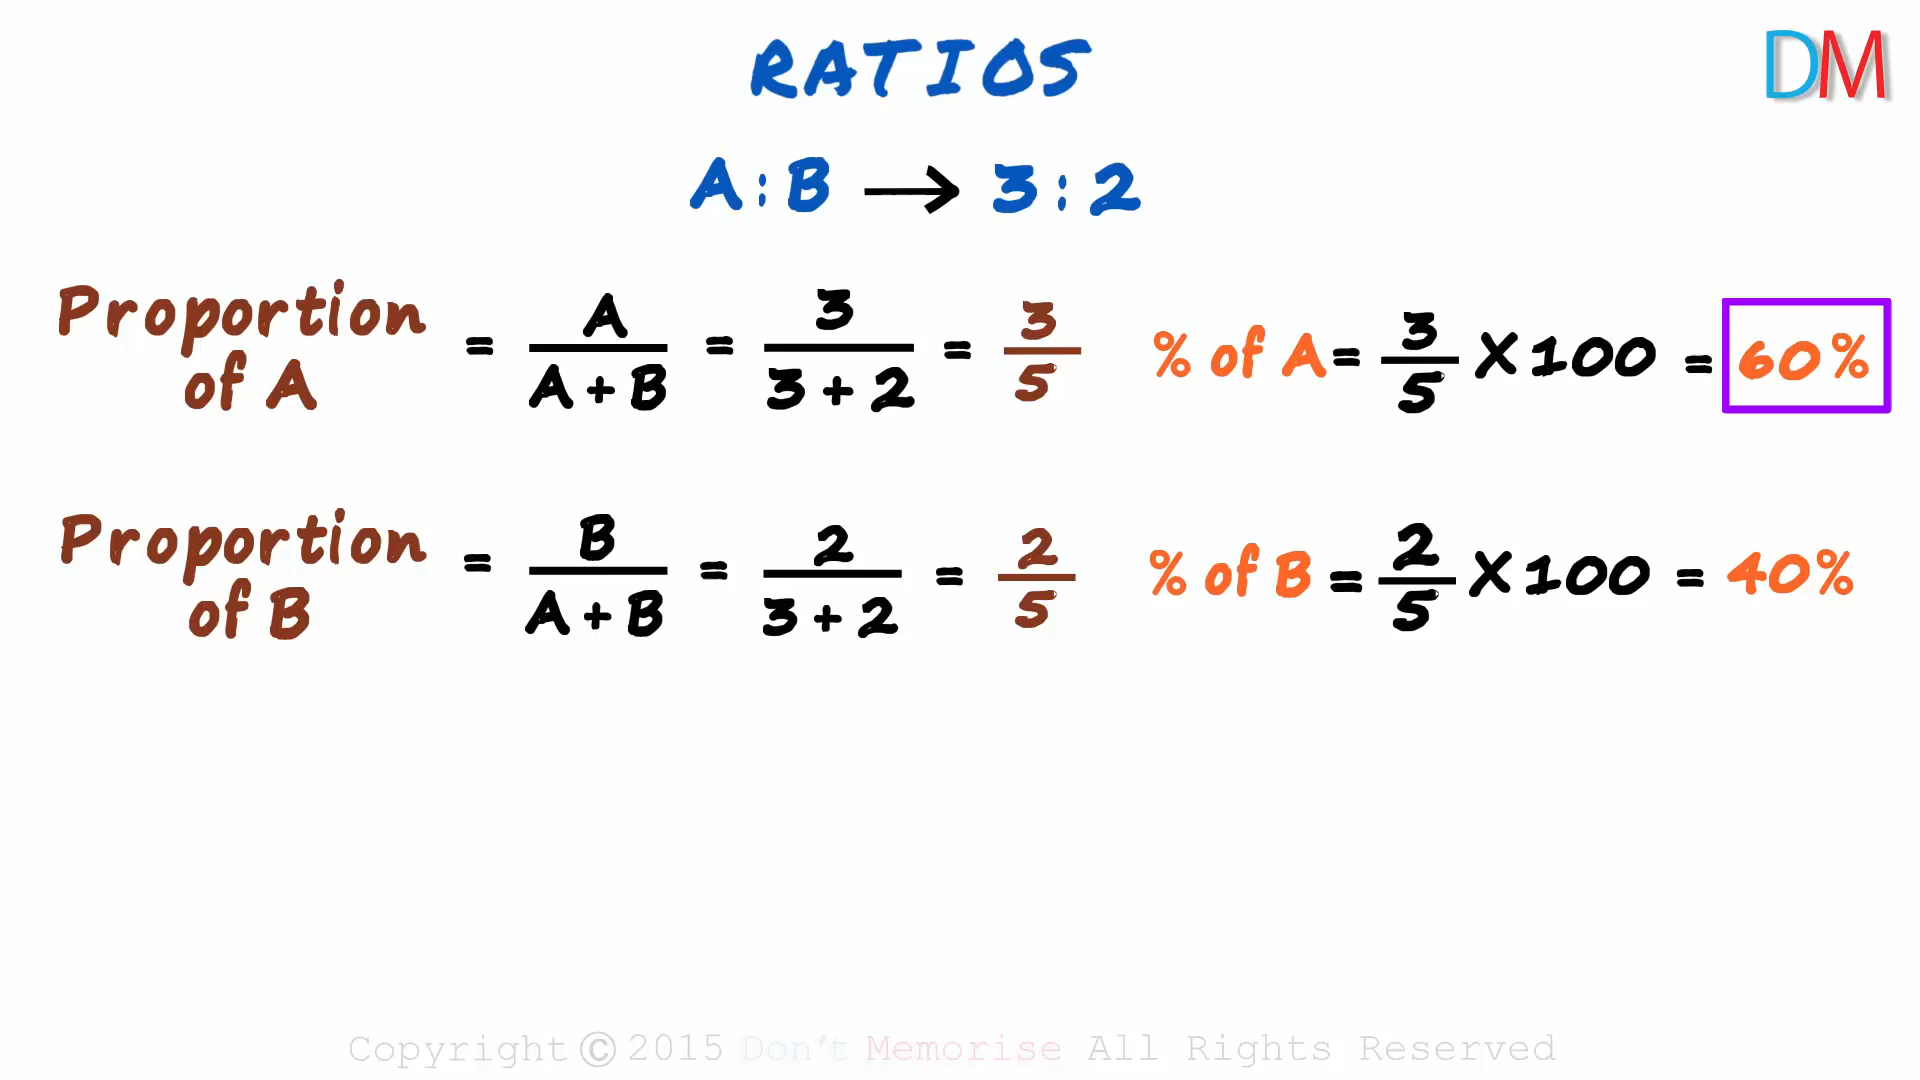 RATIOS
DM
A : B → 3 : 2
Proportion of A = A / (A + B) = 3 / (3 + 2) = 3/5 % of A = 3/5 X 100 = 60%
Proportion of B = B / (A + B) = 2 / (3 + 2) = 2/5 % of B = 2/5 X 100 = 40%
Copyright © 2015 Don't Memorise All Rights Reserved